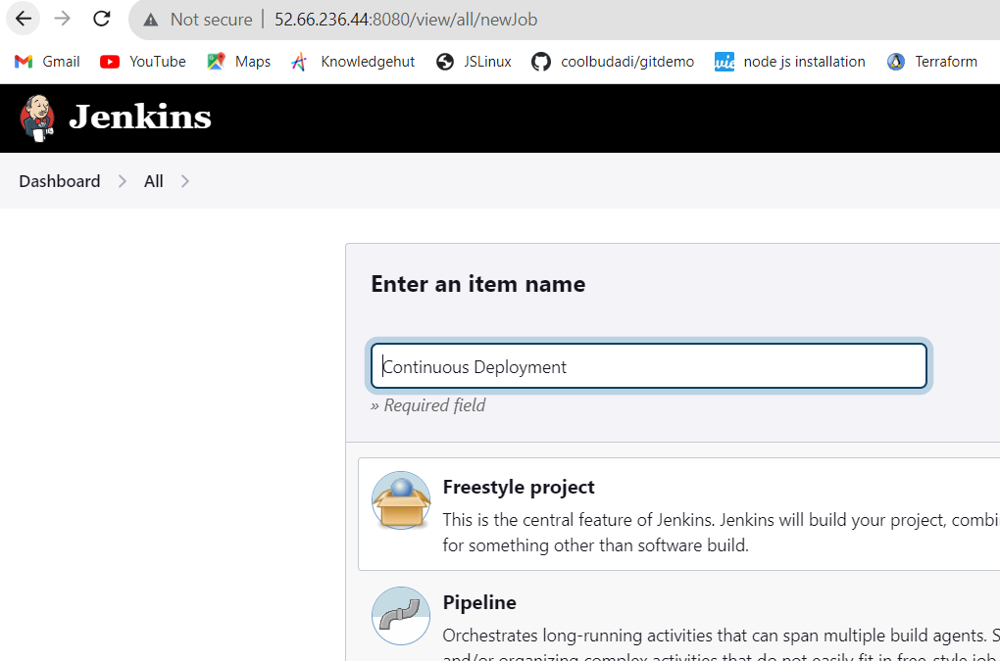 Not secure 52.66.236.44:8080/view/all/newJob
Gmail YouTube Maps Knowledgehut JSLinux coolbudadi/gitdemo node js installation Terraform
Jenkins
Dashboard All
Enter an item name
Continuous Deployment
» Required field
Freestyle project
This is the central feature of Jenkins. Jenkins will build your project,
for something other than software build.
Pipeline
Orchestrates long-running activities that can span multiple build agents.
and/or organizing complex activities that do not easily fit in free-style job